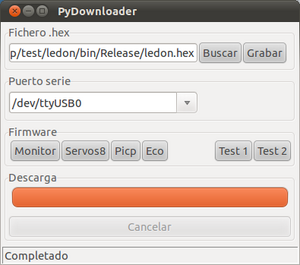 PyDownloader
Fichero .hex
p/test/ledon/bin/Release/ledon.hex Buscar Grabar
Puerto serie
/dev/ttyUSB0
Firmware
Monitor Servos8 Picp Eco Test 1 Test 2
Descarga
Cancelar
Completado